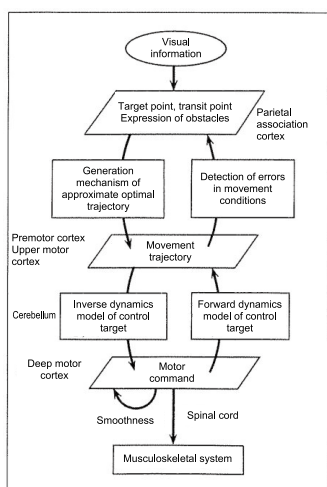 Visual
information
Target point, transit point
Expression of obstacles
Parietal
association
cortex
Generation
mechanism of
approximate optimal
trajectory
Detection of errors
in movement
conditions
Premotor cortex
Upper motor
cortex
Movement
trajectory
Cerebellum
Inverse dynamics
model of control
target
Forward dynamics
model of control
target
Deep motor
cortex
Motor
command
Smoothness
Spinal cord
Musculoskeletal system